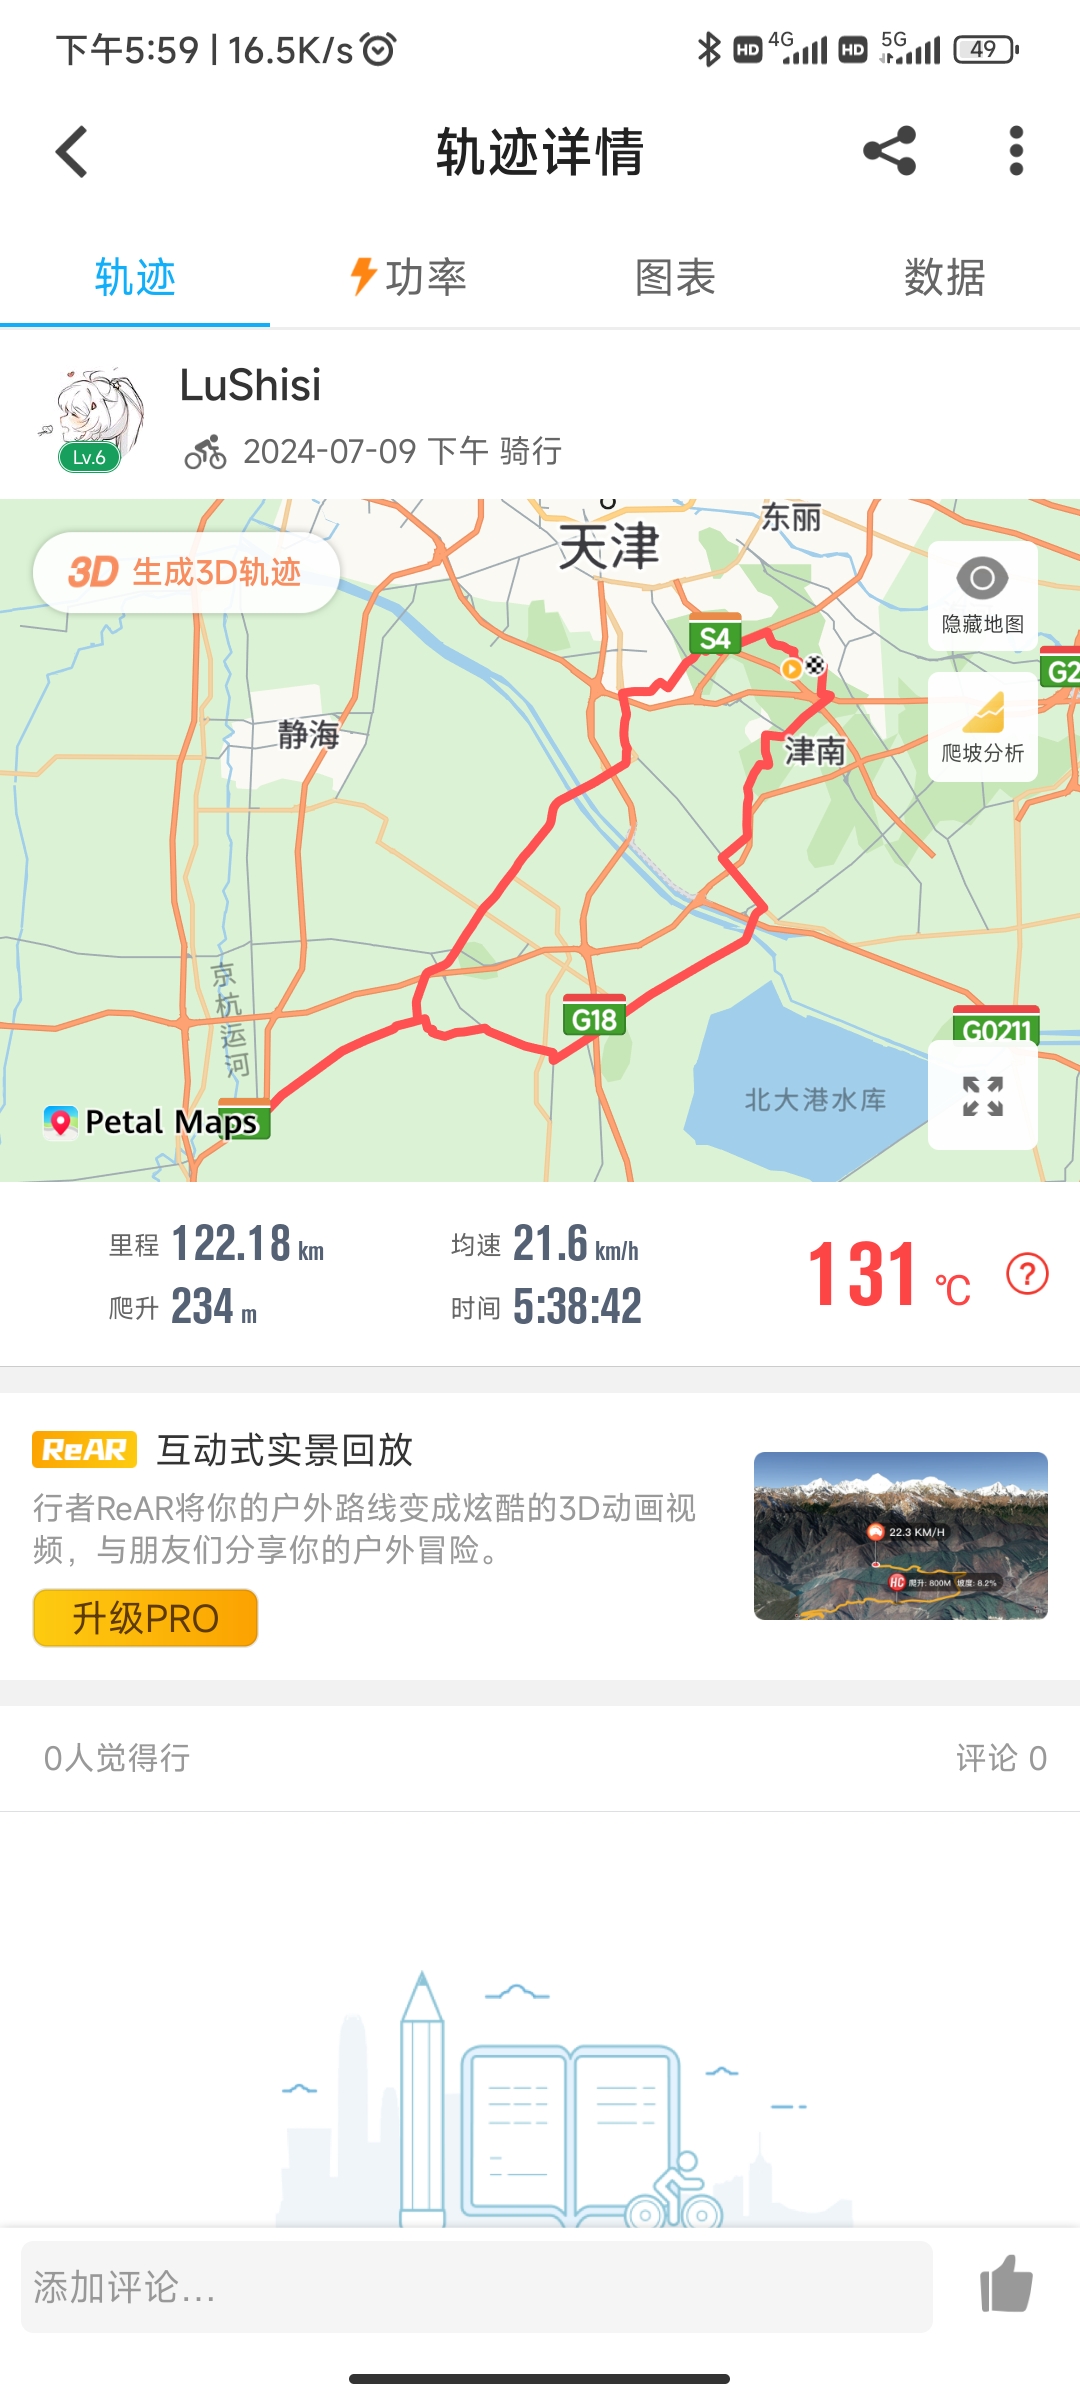 下午5:59 | 16.5K/s
HD 4G HD 5G 49
轨迹详情
轨迹 功率 图表 数据
LuShisi
Lv.6
2024-07-09 下午 骑行
东丽
天津
3D 生成3D轨迹
隐藏地图
S4
G2
静海
津南
爬坡分析
京杭运河
G18
G0211
北大港水库
Petal Maps
里程 122.18 km
均速 21.6 km/h
131 ℃ ?
爬升 234 m
时间 5:38:42
ReAR 互动式实景回放
行者ReAR将你的户外路线变成炫酷的3D动画视
频，与朋友们分享你的户外冒险。
22.3 KM/H
HC 爬升: 800M 坡度: 8.2%
升级PRO
0人觉得行
评论 0
添加评论...